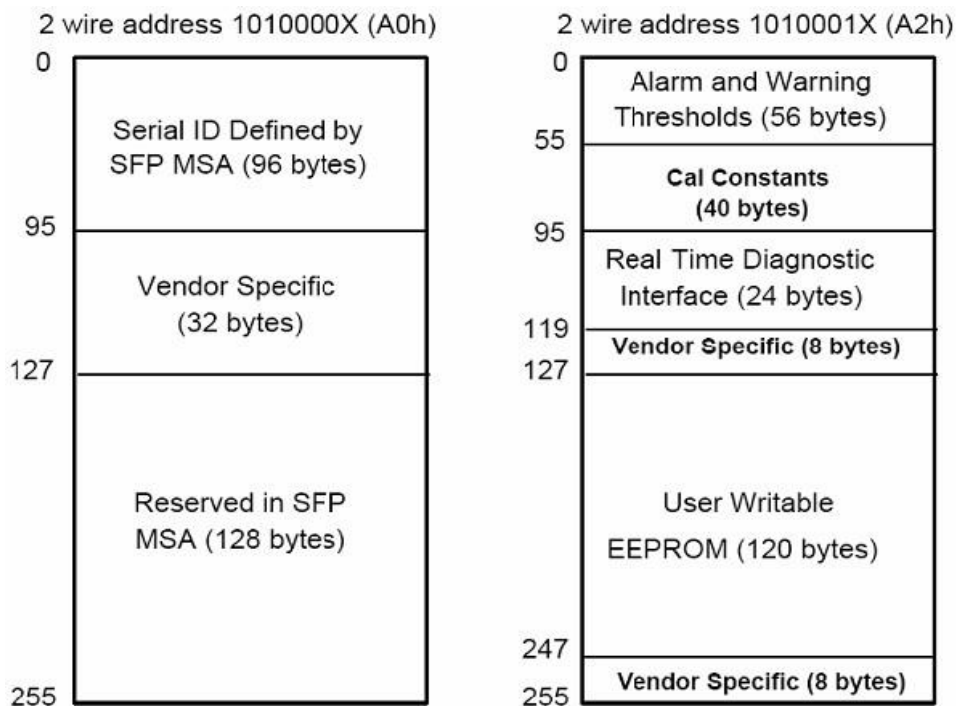 2 wire address 1010000X (A0h)
0
Serial ID Defined by
SFP MSA (96 bytes)
95
Vendor Specific
(32 bytes)
127
Reserved in SFP
MSA (128 bytes)
255
2 wire address 1010001X (A2h)
0
Alarm and Warning
Thresholds (56 bytes)
55
Cal Constants
(40 bytes)
95
Real Time Diagnostic
Interface (24 bytes)
119
Vendor Specific (8 bytes)
127
User Writable
EEPROM (120 bytes)
247
Vendor Specific (8 bytes)
255